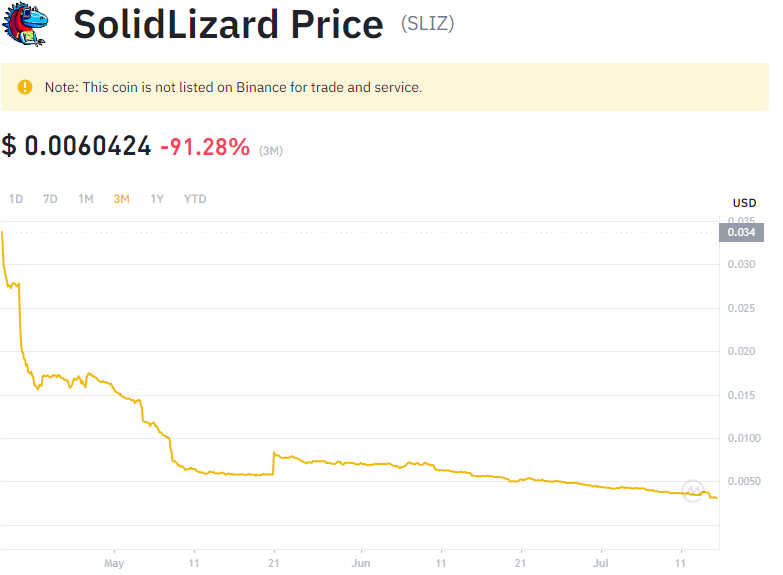 SolidLizard Price (SLIZ)
Note: This coin is not listed on Binance for trade and service.
$ 0.0060424 -91.28% (3M)
1D 7D 1M 3M 1Y YTD
USD
0.035
0.034
0.030
0.025
0.020
0.015
0.0100
0.0050
May 11 21 Jun 11 21 Jul 11